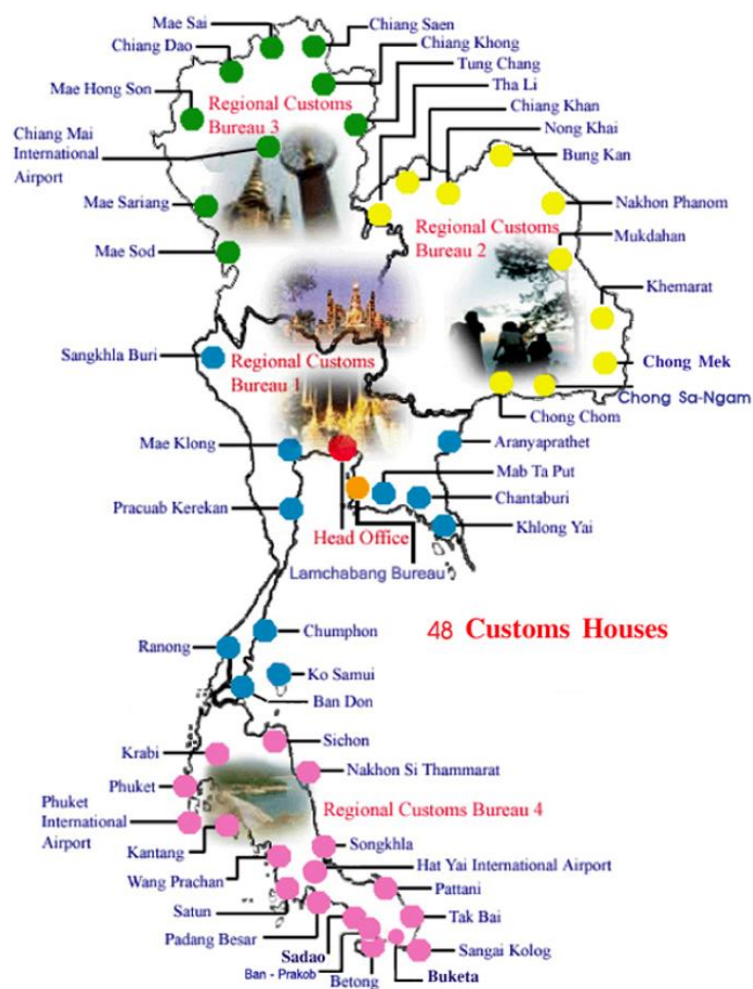 Mae Sai
Chiang Saen
Chiang Dao
Chiang Khong
Tung Chang
Mae Hong Son
Tha Li
Regional Customs
Bureau 3
Chiang Khan
Nong Khai
Chiang Mai
International
Airport
Bung Kan
Mae Sariang
Nakhon Phanom
Regional Customs
Bureau 2
Mukdahan
Mae Sod
Khemarat
Sangkhla Buri
Regional Customs
Bureau 1
Chong Mek
Chong Sa-Ngam
Chong Chom
Mae Klong
Aranyaprathet
Mab Ta Put
Chantaburi
Pracuab Kerekan
Khlong Yai
Head Office
Lamchabang Bureau
48 Customs Houses
Chumphon
Ranong
Ko Samui
Ban Don
Sichon
Krabi
Nakhon Si Thammarat
Phuket
Regional Customs Bureau 4
Phuket
International
Airport
Kantang
Songkhla
Hat Yai International Airport
Wang Prachan
Pattani
Satun
Tak Bai
Padang Besar
Sadao
Sangai Kolog
Ban - Prakob
Betong
Buketa